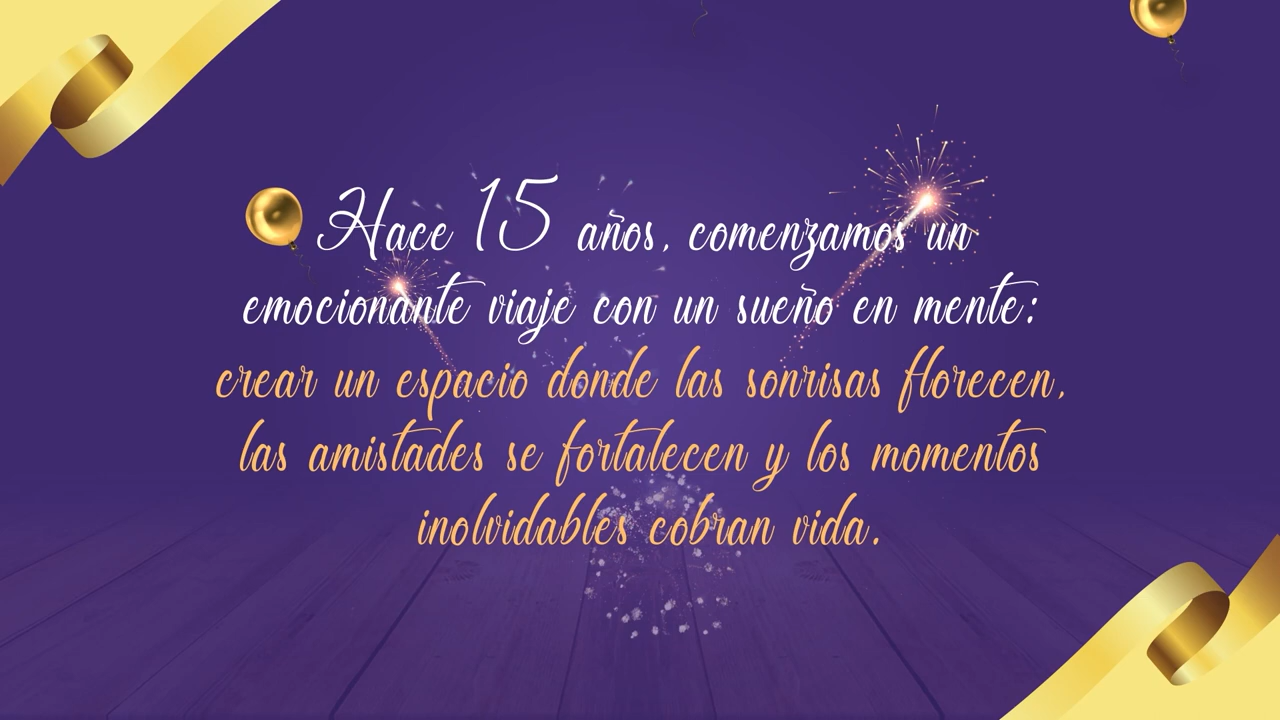 Hace 15 años, comenzamos un
emocionante viaje con un sueño en mente:
crear un espacio donde las sonrisas florecen,
las amistades se fortalecen y los momentos
inolvidables cobran vida.